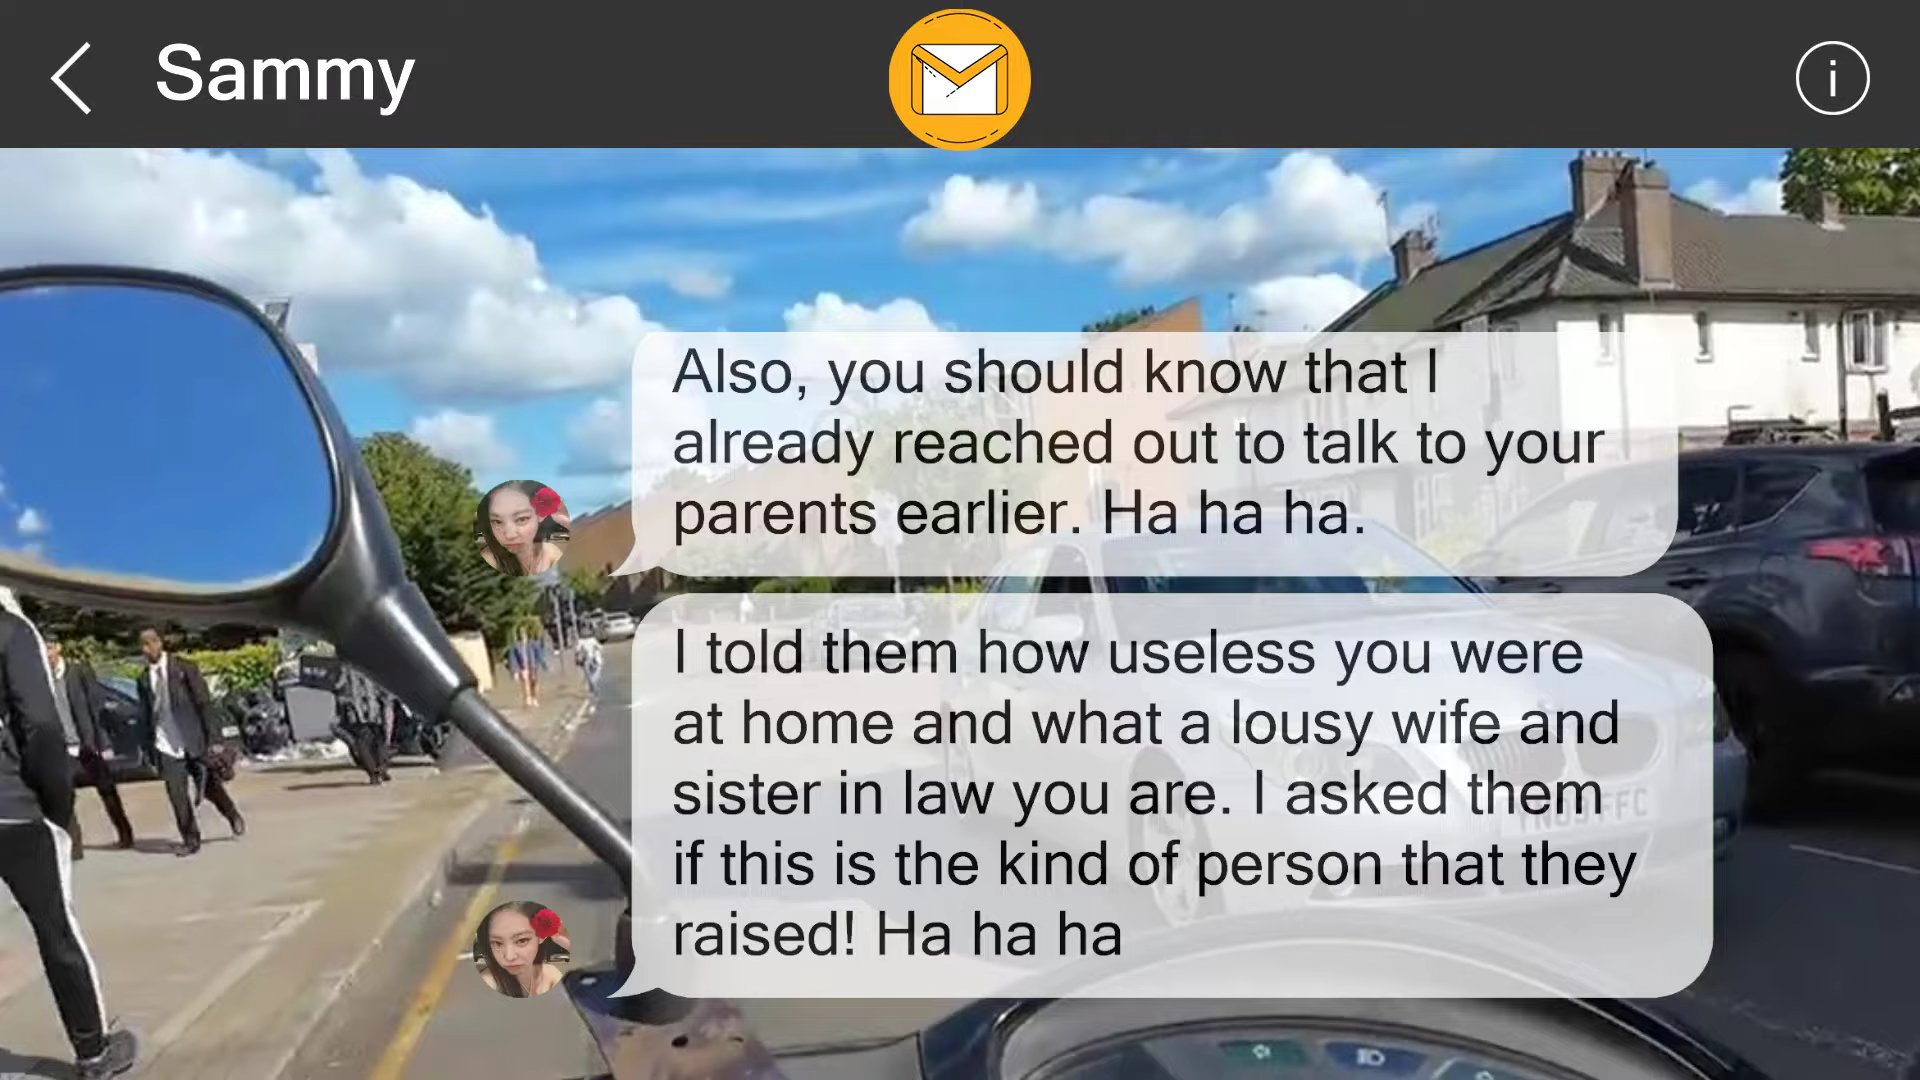 Sammy
Also, you should know that I
already reached out to talk to your
parents earlier. Ha ha ha.
I told them how useless you were
at home and what a lousy wife and
sister in law you are. I asked them
if this is the kind of person that they
raised! Ha ha ha